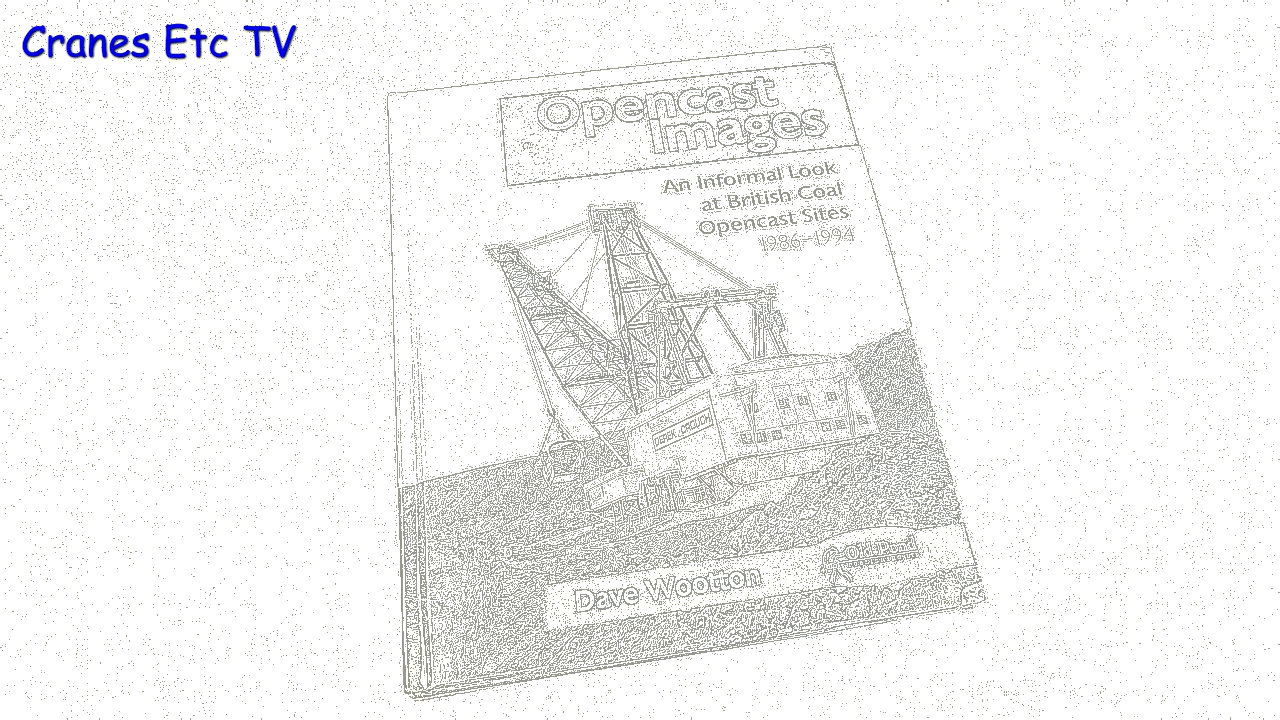 Cranes Etc TV
Opencast
Images
An Informal Look
at British Coal
Opencast Sites
1986-1994
Dave Wootton